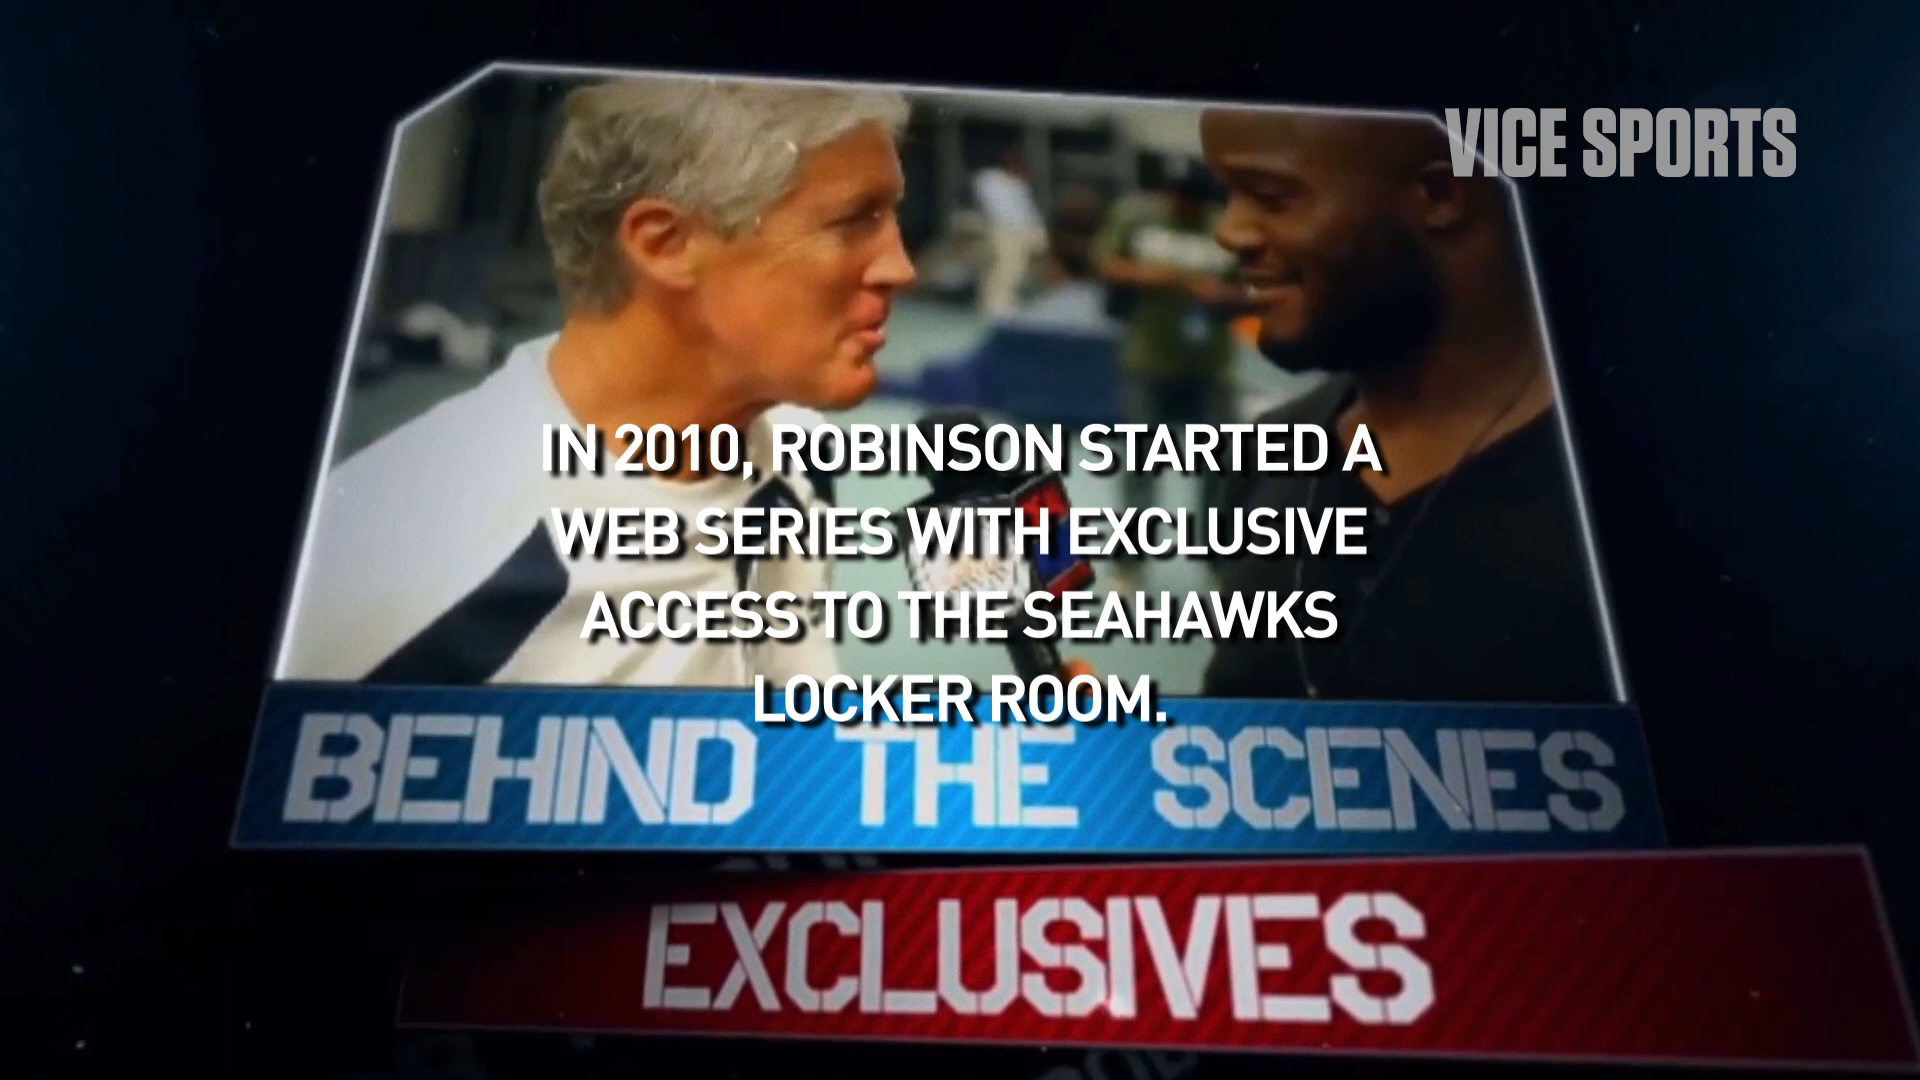 VICE SPORTS
IN 2010, ROBINSON STARTED A
WEB SERIES WITH EXCLUSIVE
ACCESS TO THE SEAHAWKS
LOCKER ROOM.
BEHIND THE SCENES
EXCLUSIVES